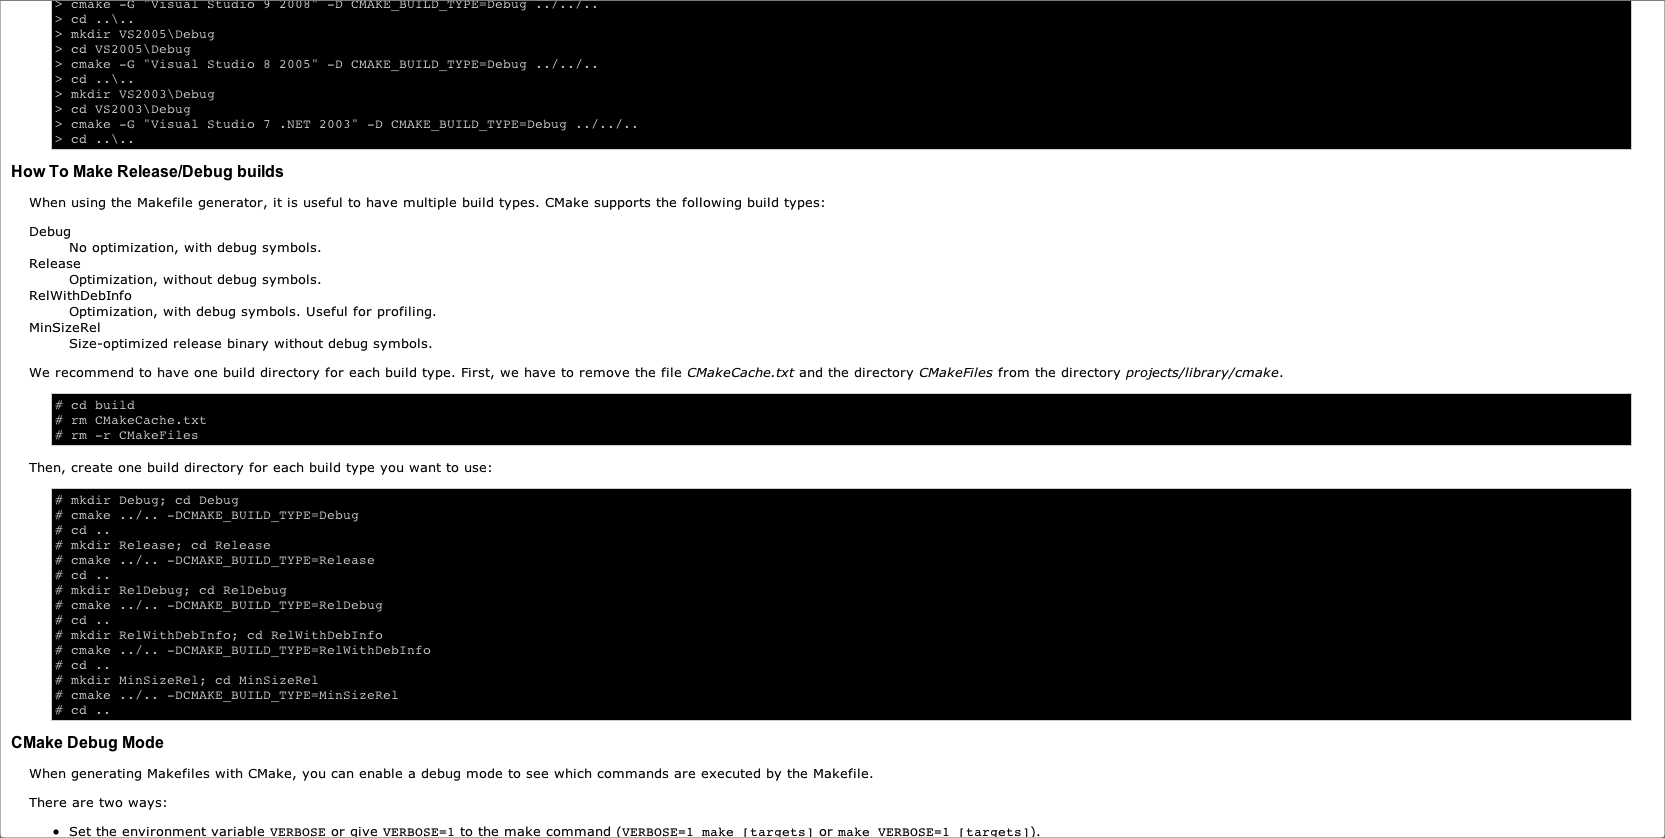 > cmake -G "Visual Studio 9 2008" -D CMAKE_BUILD_TYPE=Debug ../../..
> cd ..\..
> mkdir VS2005\Debug
> cd VS2005\Debug
> cmake -G "Visual Studio 8 2005" -D CMAKE_BUILD_TYPE=Debug ../../..
> cd ..\..
> mkdir VS2003\Debug
> cd VS2003\Debug
> cmake -G "Visual Studio 7 .NET 2003" -D CMAKE_BUILD_TYPE=Debug ../../..
> cd ..\..
How To Make Release/Debug builds
When using the Makefile generator, it is useful to have multiple build types. CMake supports the following build types:
Debug
No optimization, with debug symbols.
Release
Optimization, without debug symbols.
RelWithDebInfo
Optimization, with debug symbols. Useful for profiling.
MinSizeRel
Size-optimized release binary without debug symbols.
We recommend to have one build directory for each build type. First, we have to remove the file CMakeCache.txt and the directory CMakeFiles from the directory projects/library/cmake.
# cd build
# rm CMakeCache.txt
# rm -r CMakeFiles
Then, create one build directory for each build type you want to use:
# mkdir Debug; cd Debug
# cmake ../.. -DCMAKE_BUILD_TYPE=Debug
# cd ..
# mkdir Release; cd Release
# cmake ../.. -DCMAKE_BUILD_TYPE=Release
# cd ..
# mkdir RelDebug; cd RelDebug
# cmake ../.. -DCMAKE_BUILD_TYPE=RelDebug
# cd ..
# mkdir RelWithDebInfo; cd RelWithDebInfo
# cmake ../.. -DCMAKE_BUILD_TYPE=RelWithDebInfo
# cd ..
# mkdir MinSizeRel; cd MinSizeRel
# cmake ../.. -DCMAKE_BUILD_TYPE=MinSizeRel
# cd ..
CMake Debug Mode
When generating Makefiles with CMake, you can enable a debug mode to see which commands are executed by the Makefile.
There are two ways:
• Set the environment variable VERBOSE or give VERBOSE=1 to the make command (VERBOSE=1 make [targets] or make VERBOSE=1 [targets]).